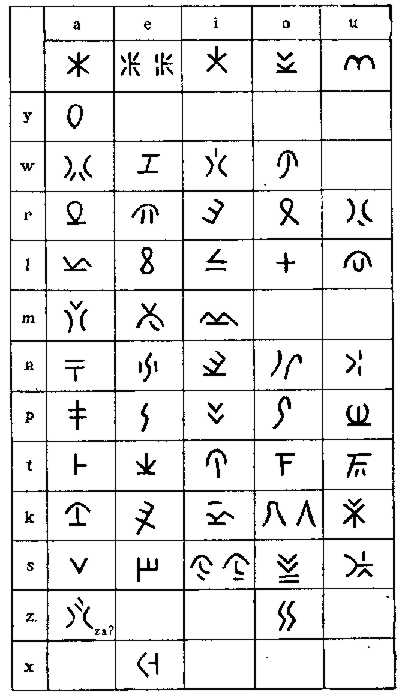 a e i o u
𐠀 𐠁 𐠁 𐠂 𐠃 𐠄
y 𐠅
w 𐠲 𐠳 𐠴 𐠵
r 𐠣 𐠤 𐠥 𐠦 𐠧
l 𐠏 𐠐 𐠑 𐠒 𐠓
m 𐠔 𐠕 𐠖
n 𐠙 𐠚 𐠛 𐠜 𐠝
p 𐠞 𐠟 𐠠 𐠡 𐠢
t 𐠭 𐠮 𐠯 𐠰 𐠱
k 𐠊 𐠋 𐠌 𐠍 𐠍 𐠎
s 𐠨 𐠩 𐠪 𐠪 𐠫 𐠬
z. 𐠼 za? 𐠿
x 𐠸